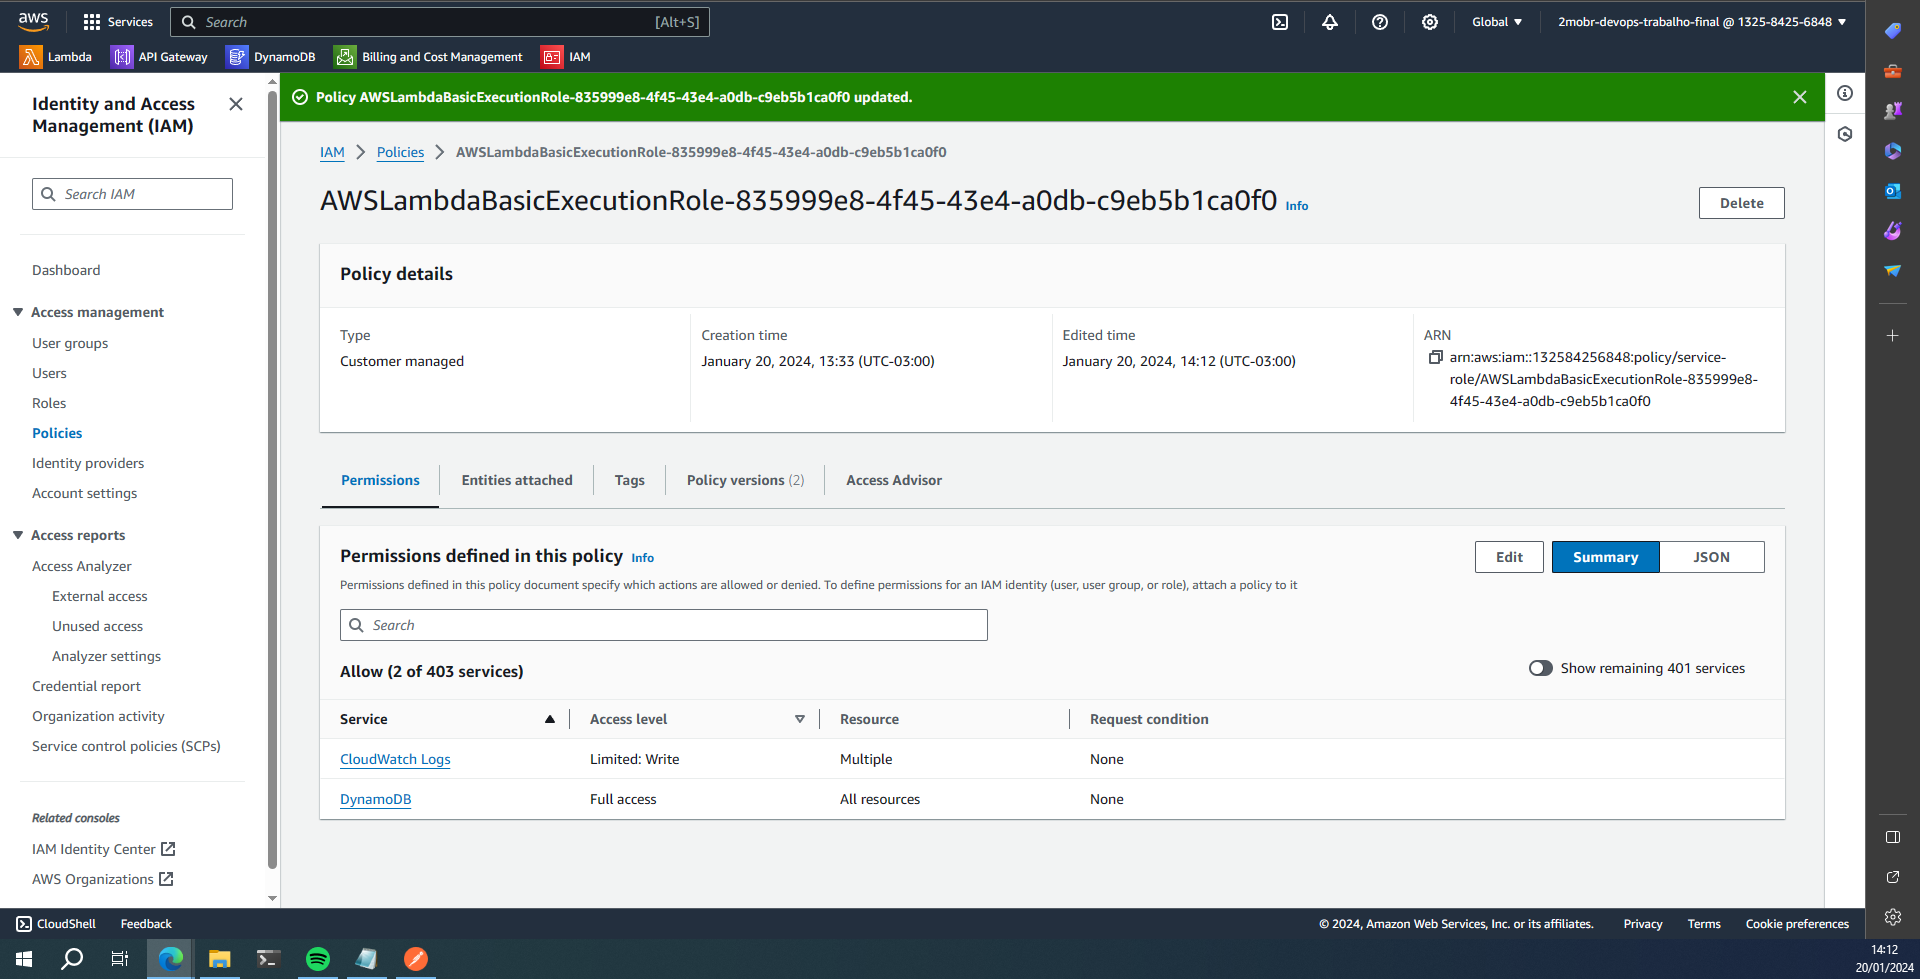 aws
Services
Search
[Alt+S]
Global
2mobr-devops-trabalho-final @ 1325-8425-6848
Lambda
API Gateway
DynamoDB
Billing and Cost Management
IAM
Identity and Access
Management (IAM)
Search IAM
Dashboard
Access management
User groups
Users
Roles
Policies
Identity providers
Account settings
Access reports
Access Analyzer
External access
Unused access
Analyzer settings
Credential report
Organization activity
Service control policies (SCPs)
Related consoles
IAM Identity Center
AWS Organizations
Policy AWSLambdaBasicExecutionRole-835999e8-4f45-43e4-a0db-c9eb5b1ca0f0 updated.
IAM
Policies
AWSLambdaBasicExecutionRole-835999e8-4f45-43e4-a0db-c9eb5b1ca0f0
AWSLambdaBasicExecutionRole-835999e8-4f45-43e4-a0db-c9eb5b1ca0f0 Info
Delete
Policy details
Type
Customer managed
Creation time
January 20, 2024, 13:33 (UTC-03:00)
Edited time
January 20, 2024, 14:12 (UTC-03:00)
ARN
arn:aws:iam::132584256848:policy/service-
role/AWSLambdaBasicExecutionRole-835999e8-
4f45-43e4-a0db-c9eb5b1ca0f0
Permissions
Entities attached
Tags
Policy versions (2)
Access Advisor
Permissions defined in this policy Info
Permissions defined in this policy document specify which actions are allowed or denied. To define permissions for an IAM identity (user, user group, or role), attach a policy to it
Edit
Summary
JSON
Search
Allow (2 of 403 services)
Show remaining 401 services
Service
Access level
Resource
Request condition
CloudWatch Logs
Limited: Write
Multiple
None
DynamoDB
Full access
All resources
None
CloudShell
Feedback
© 2024, Amazon Web Services, Inc. or its affiliates.
Privacy
Terms
Cookie preferences
14:12
20/01/2024